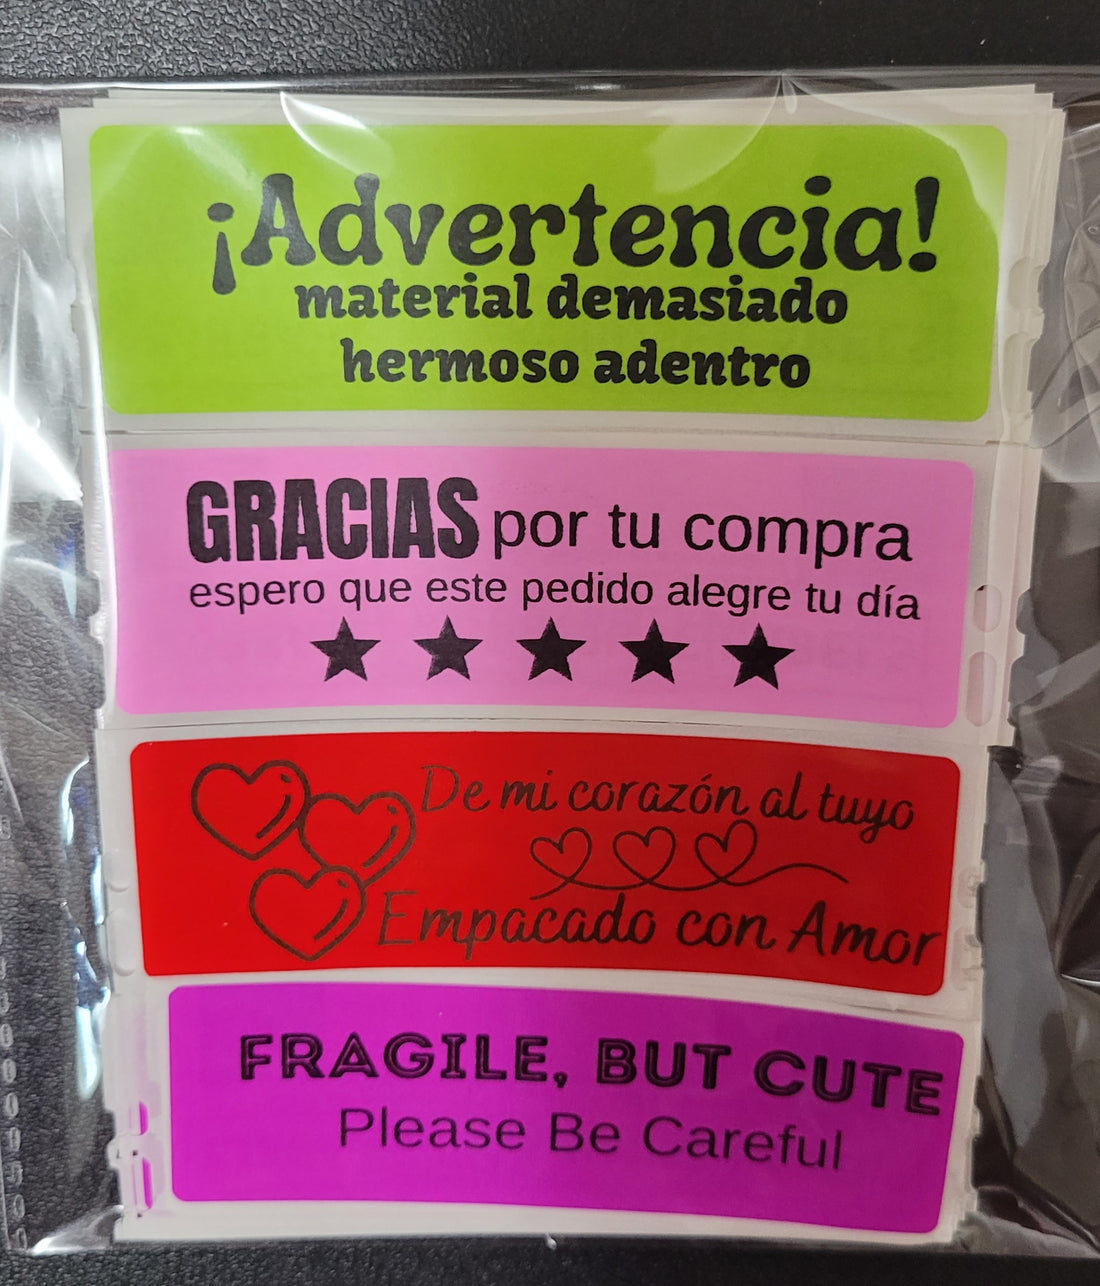 ¡Advertencia!
material demasiado
hermoso adentro
GRACIAS por tu compra
espero que este pedido alegre tu día
De mi corazón al tuyo
Empacado con Amor
FRAGILE, BUT CUTE
Please Be Careful